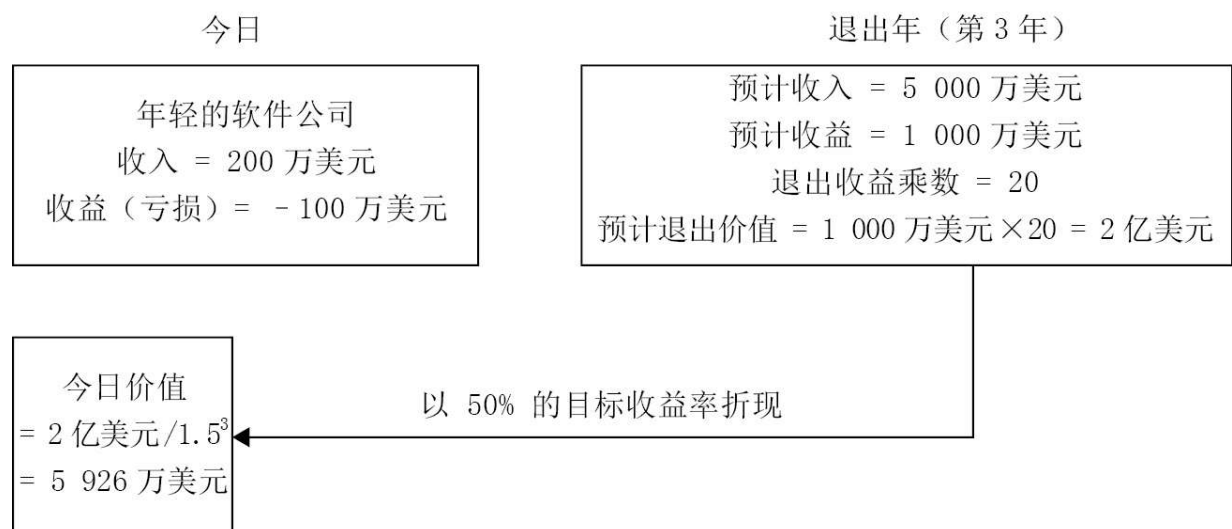 今日
退出年（第 3 年）
年轻的软件公司
收入 = 200 万美元
收益（亏损）= -100 万美元
预计收入 = 5 000 万美元
预计收益 = 1 000 万美元
退出收益乘数 = 20
预计退出价值 = 1 000 万美元×20 = 2 亿美元
今日价值
= 2 亿美元/1.5³
= 5 926 万美元
以 50% 的目标收益率折现